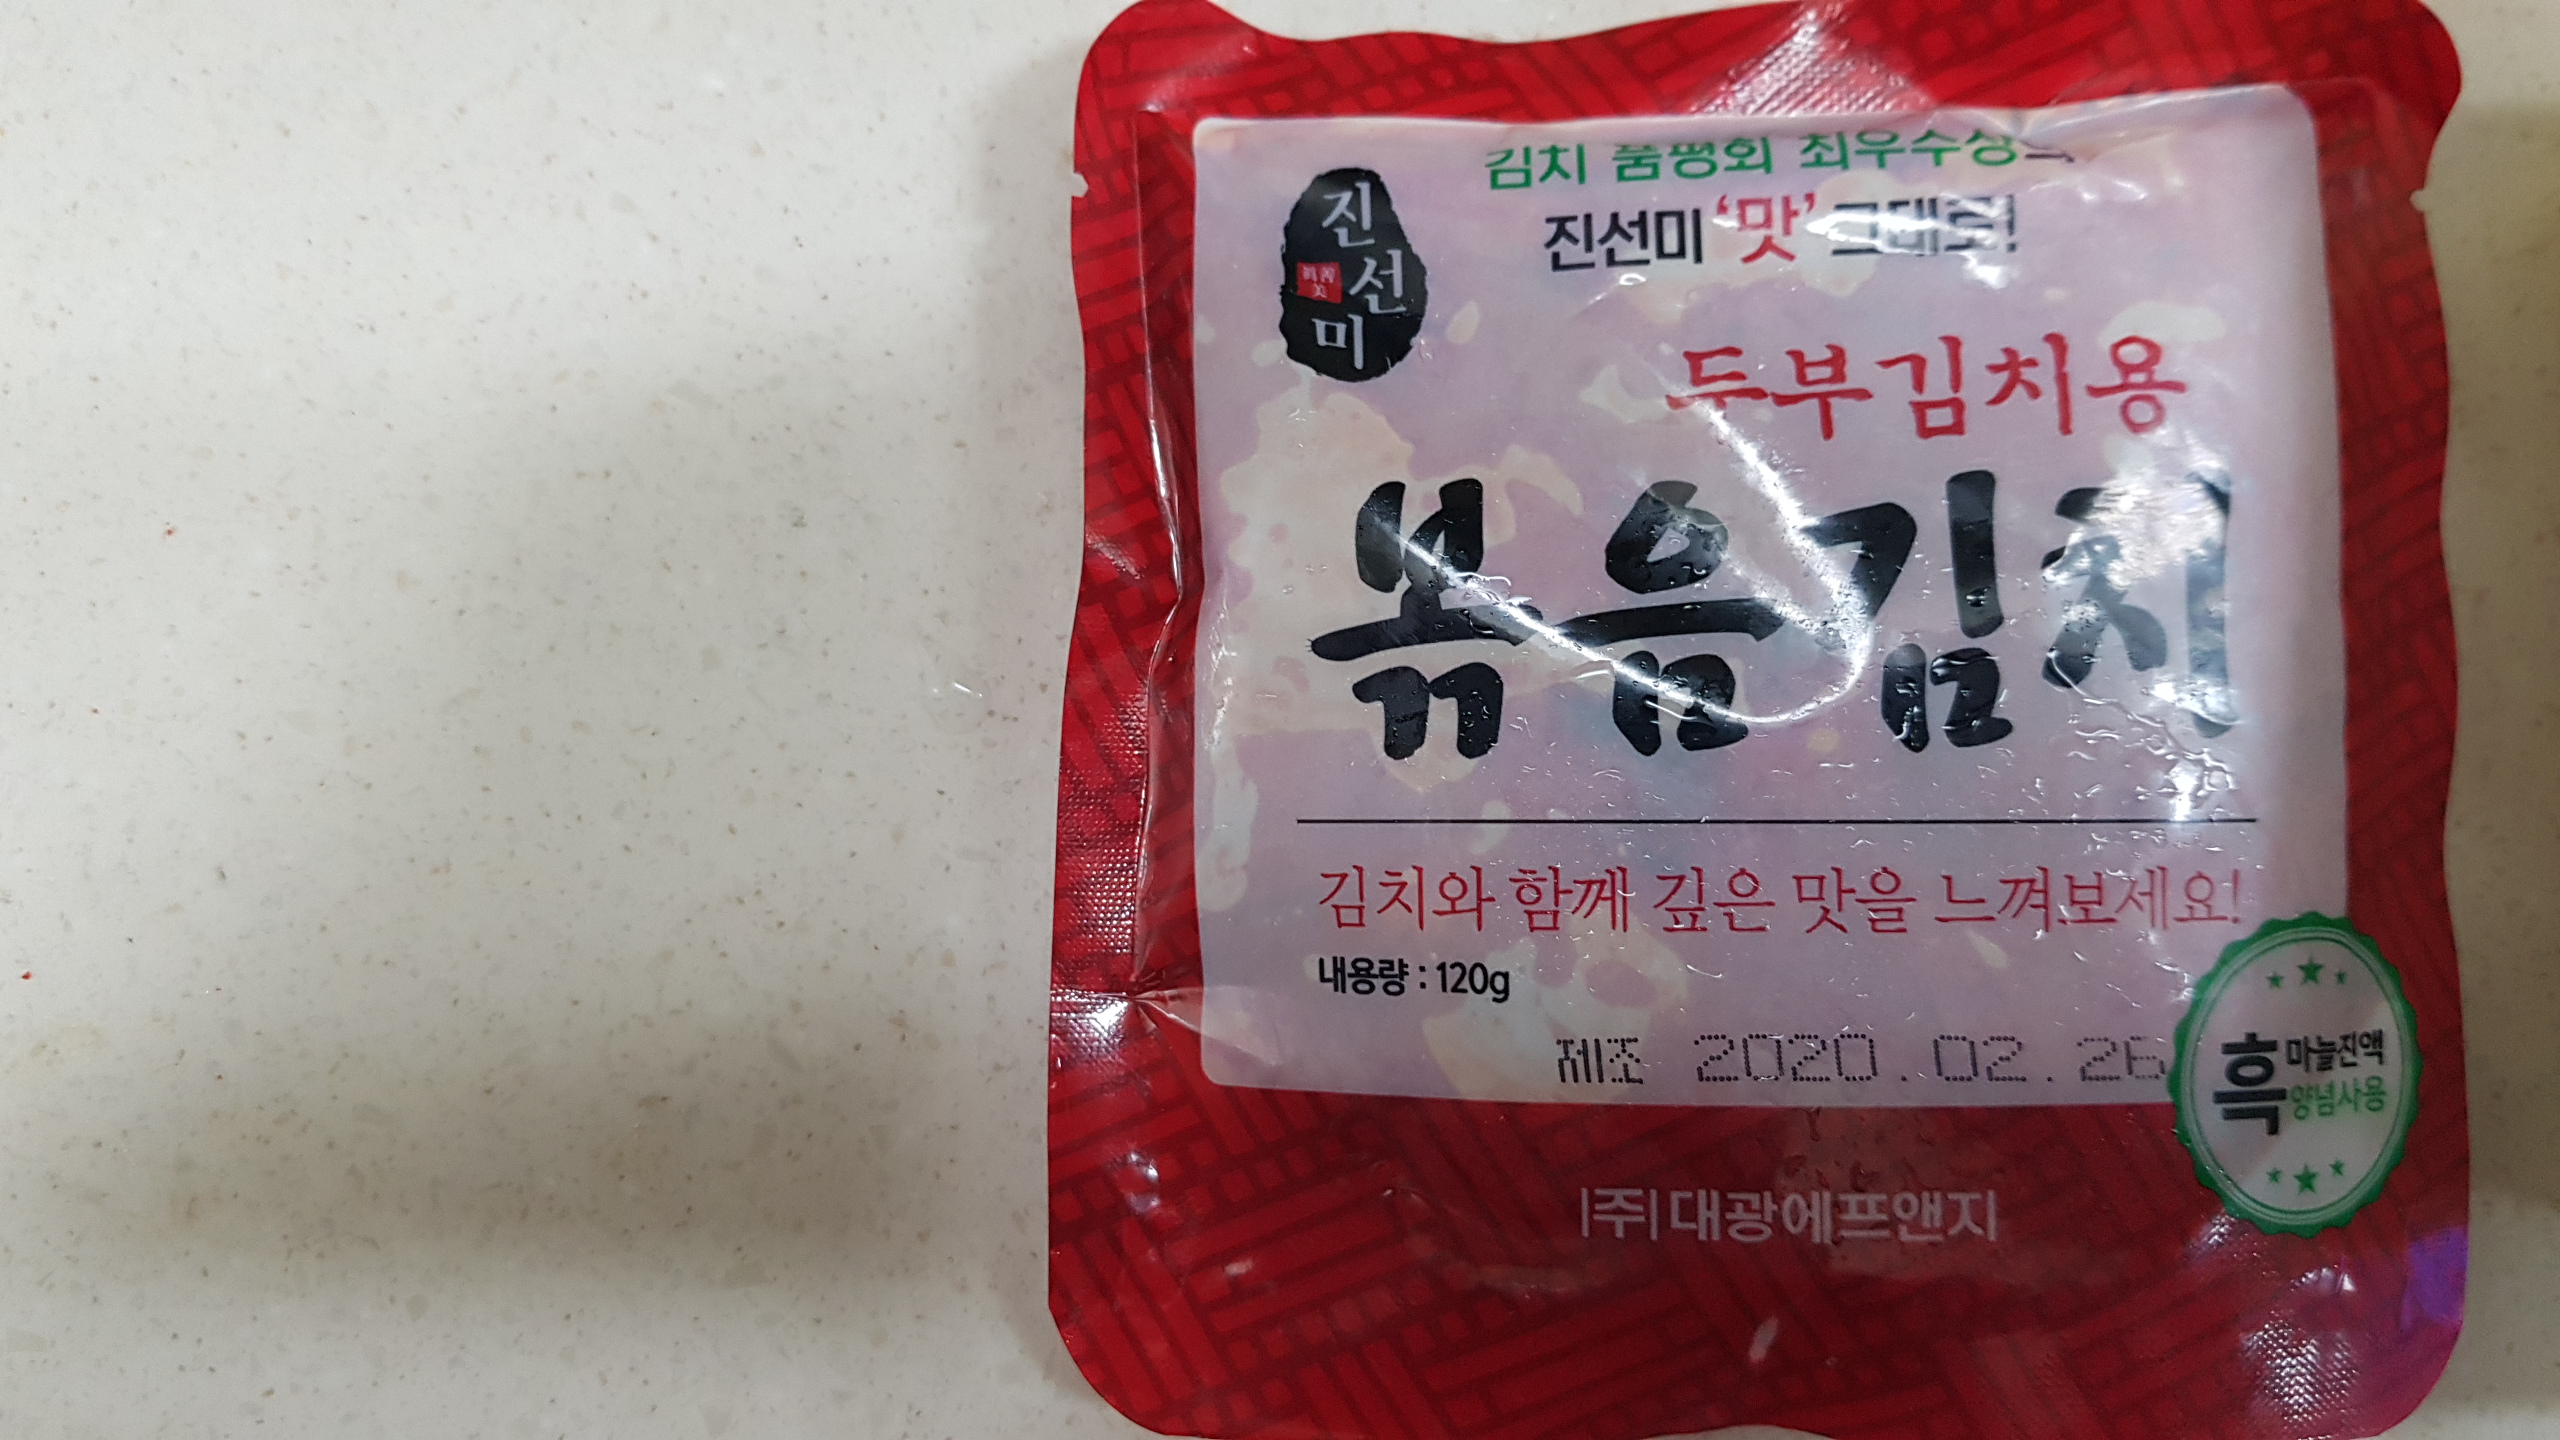 김치 품평회 최우수상의
진선미 '맛' 그대로!
진
선
미
眞善
美
두부김치용
볶음김치
김치와 함께 깊은 맛을 느껴보세요!
내용량 : 120g
제조 2020.02.26
흑마늘진액
양념사용
(주)대광에프앤지